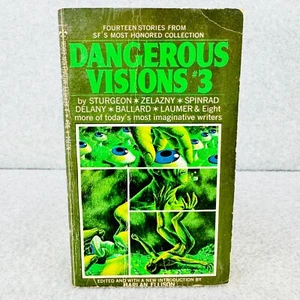 FOURTEEN STORIES FROM
SF'S MOST HONORED COLLECTION
DANGEROUS
VISIONS #3
by STURGEON ★ ZELAZNY ★ SPINRAD
DELANY ★ BALLARD ★ LAUMER & Eight
more of today's most imaginative writers
EDITED AND WITH A NEW INTRODUCTION BY
HARLAN ELLISON